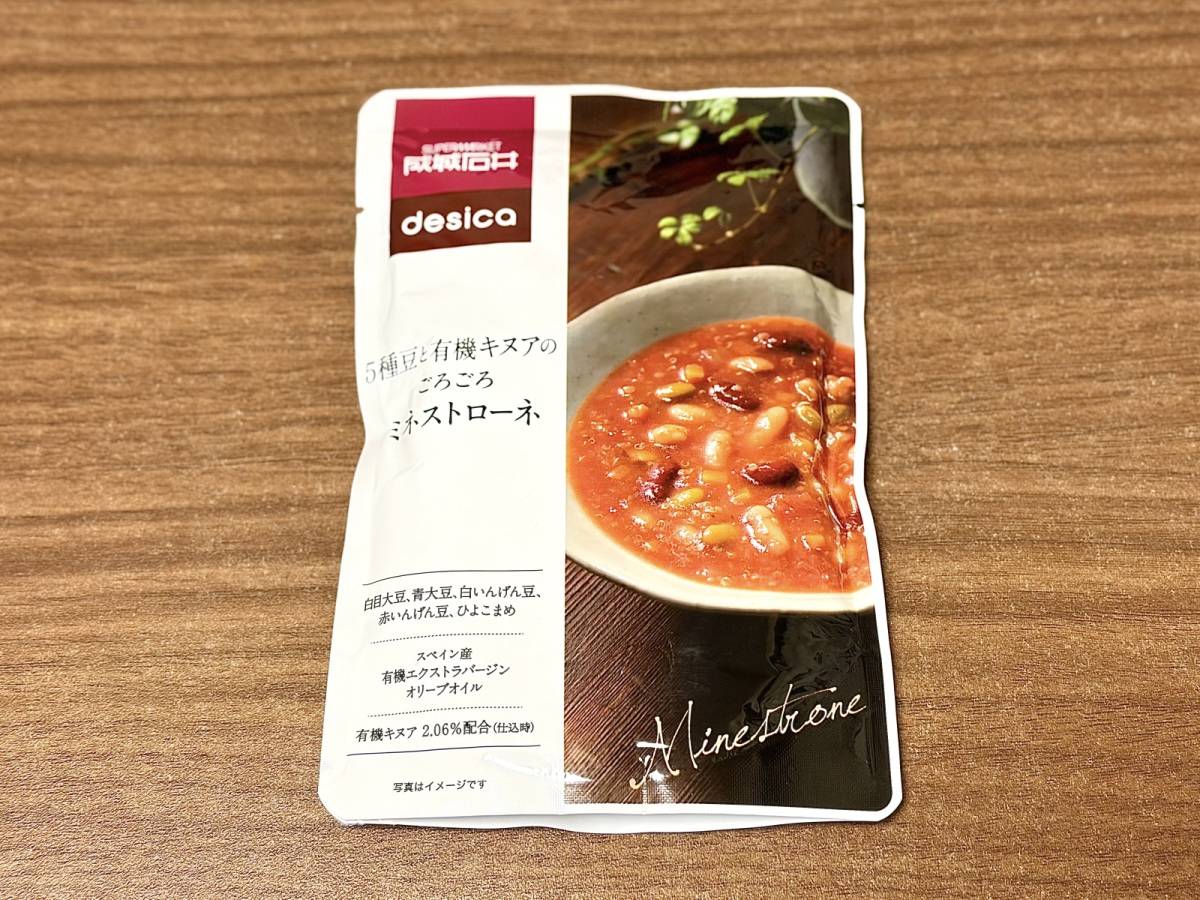 SUPERMARKET
成城石井
desica
5種豆と有機キヌアの
ごろごろ
ミネストローネ
白目大豆、青大豆、白いんげん豆、
赤いんげん豆、ひよこまめ
スペイン産
有機エクストラバージン
オリーブオイル
有機キヌア 2.06%配合(仕込時)
写真はイメージです
Minestrone